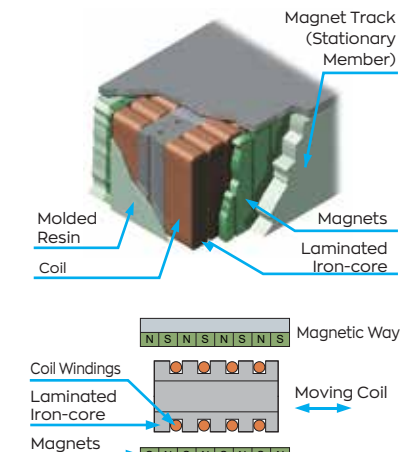 Magnet Track
(Stationary
Member)
Molded
Resin
Coil
Magnets
Laminated
Iron-core
N S N S N S N S
Magnetic Way
Coil Windings
Laminated
Iron-core
Moving Coil
Magnets
S N S N S N S N